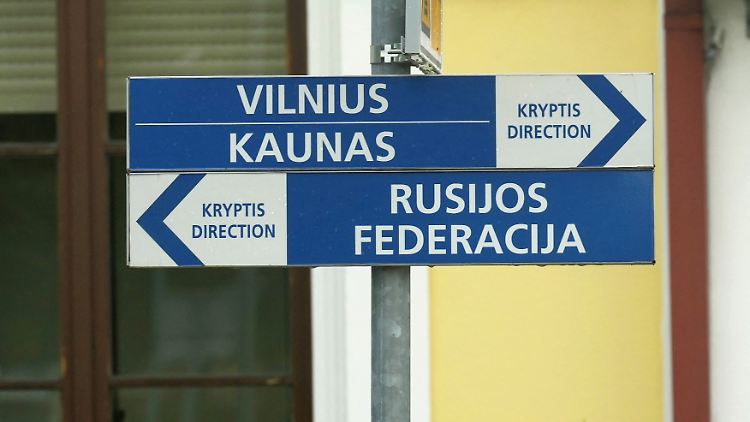 VILNIUS
KAUNAS
KRYPTIS
DIRECTION
KRYPTIS
DIRECTION
RUSIJOS
FEDERACIJA